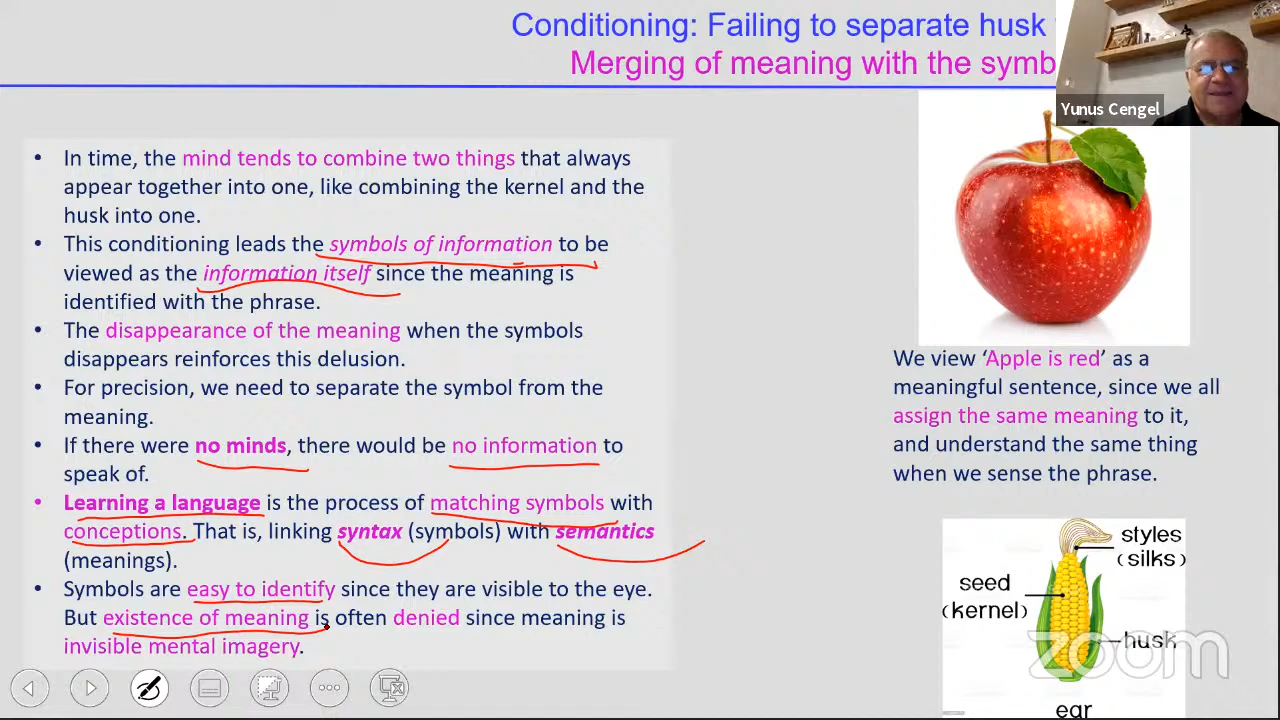 Conditioning: Failing to separate husk
Merging of meaning with the symb
Yunus Cengel
• In time, the mind tends to combine two things that always
appear together into one, like combining the kernel and the
husk into one.
• This conditioning leads the symbols of information to be
viewed as the information itself since the meaning is
identified with the phrase.
• The disappearance of the meaning when the symbols
disappears reinforces this delusion.
• For precision, we need to separate the symbol from the
meaning.
• If there were no minds, there would be no information to
speak of.
• Learning a language is the process of matching symbols with
conceptions. That is, linking syntax (symbols) with semantics
(meanings).
• Symbols are easy to identify since they are visible to the eye.
But existence of meaning is often denied since meaning is
invisible mental imagery.
We view ‘Apple is red’ as a
meaningful sentence, since we all
assign the same meaning to it,
and understand the same thing
when we sense the phrase.
styles
(silks)
seed
(kernel)
husk
ear
zoom